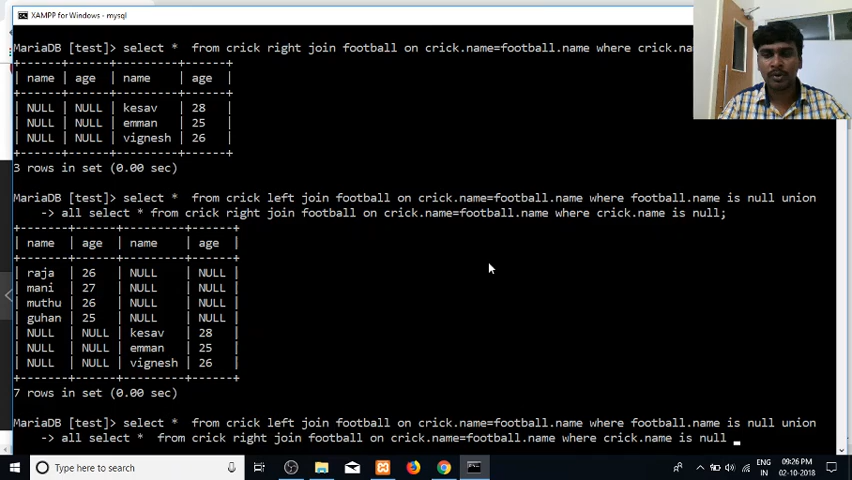 XAMPP for Windows - mysql
MariaDB [test]> select *  from crick right join football on crick.name=football.name where crick.na
+------+------+---------+------+
| name | age  | name    | age  |
+------+------+---------+------+
| NULL | NULL | kesav   | 28   |
| NULL | NULL | emman   | 25   |
| NULL | NULL | vignesh | 26   |
+------+------+---------+------+
3 rows in set (0.00 sec)
MariaDB [test]> select *  from crick left join football on crick.name=football.name where football.name is null union
    -> all select * from crick right join football on crick.name=football.name where crick.name is null;
+-------+------+---------+------+
| name  | age  | name    | age  |
+-------+------+---------+------+
| raja  | 26   | NULL    | NULL |
| mani  | 27   | NULL    | NULL |
| muthu | 26   | NULL    | NULL |
| guhan | 25   | NULL    | NULL |
| NULL  | NULL | kesav   | 28   |
| NULL  | NULL | emman   | 25   |
| NULL  | NULL | vignesh | 26   |
+-------+------+---------+------+
7 rows in set (0.00 sec)
MariaDB [test]> select *  from crick left join football on crick.name=football.name where football.name is null union
    -> all select *  from crick right join football on crick.name=football.name where crick.name is null _
Type here to search
ENG 09:26 PM
IN 02-10-2018